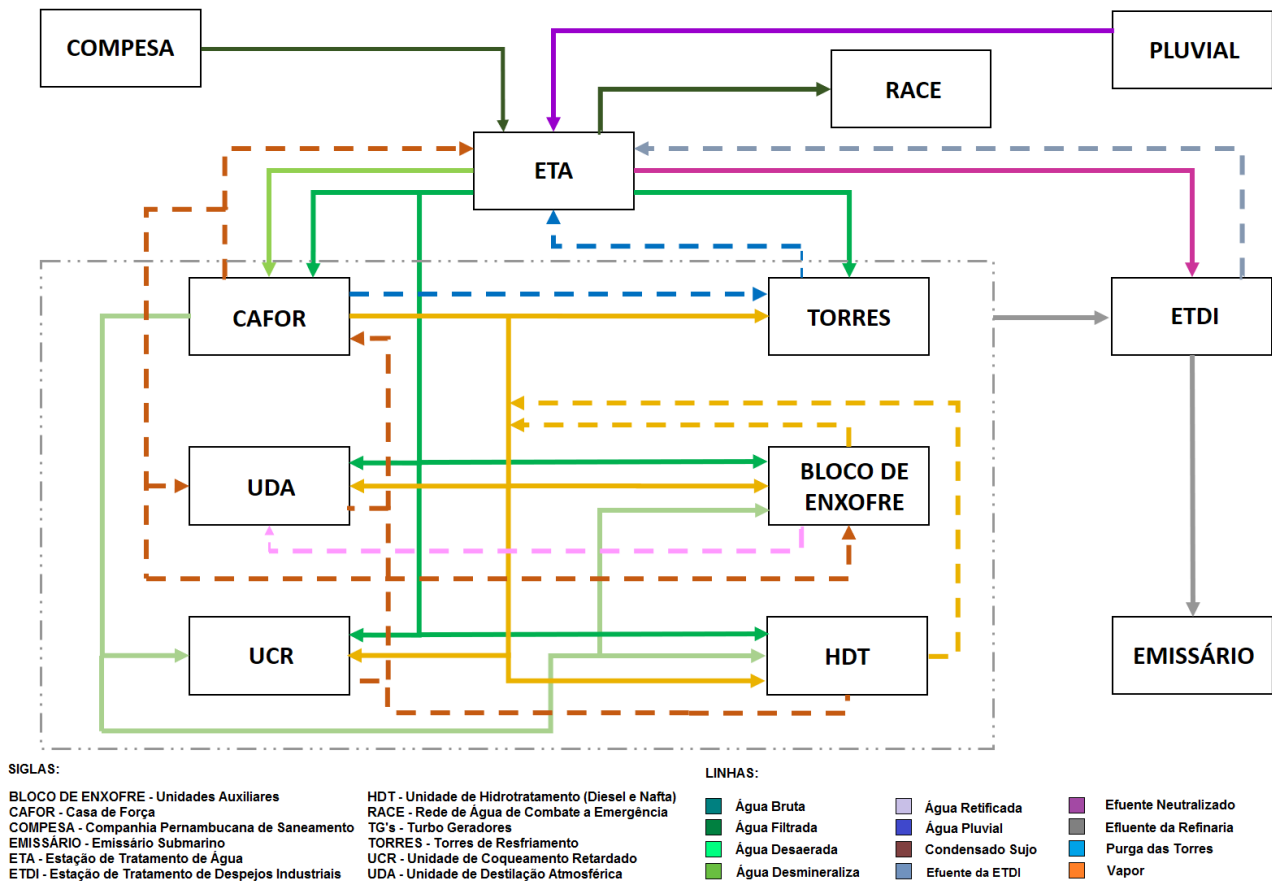 COMPESA
PLUVIAL
RACE
ETA
CAFOR
TORRES
ETDI
UDA
BLOCO DE
ENXOFRE
UCR
HDT
EMISSÁRIO
SIGLAS:
BLOCO DE ENXOFRE - Unidades Auxiliares
CAFOR - Casa de Força
COMPESA - Companhia Pernambucana de Saneamento
EMISSÁRIO - Emissário Submarino
ETA - Estação de Tratamento de Água
ETDI - Estação de Tratamento de Despejos Industriais
HDT - Unidade de Hidrotratamento (Diesel e Nafta)
RACE - Rede de Água de Combate a Emergência
TG's - Turbo Geradores
TORRES - Torres de Resfriamento
UCR - Unidade de Coqueamento Retardado
UDA - Unidade de Destilação Atmosférica
LINHAS:
Água Bruta
Água Filtrada
Água Desaerada
Água Desmineraliza
Água Retificada
Água Pluvial
Condensado Sujo
Efuente da ETDI
Efuente Neutralizado
Efluente da Refinaria
Purga das Torres
Vapor